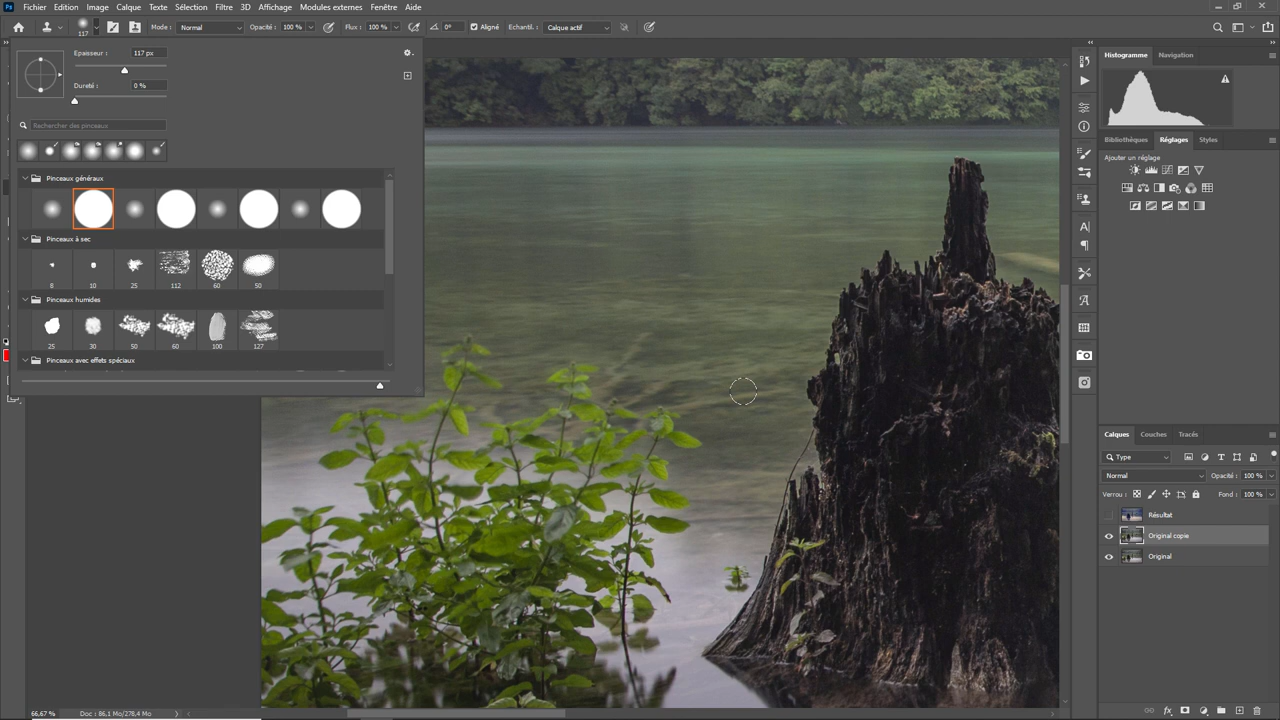 Ps Fichier Edition Image Calque Texte Sélection Filtre 3D Affichage Modules externes Fenêtre Aide
117 Mode : Normal Opacité : 100 % Flux : 100 % 0° Aligné Echantil. : Calque actif
Epaisseur : 117 px
Dureté : 0 %
Rechercher des pinceaux
Pinceaux généraux
Pinceaux à sec
8 10 25 112 60 50
Pinceaux humides
25 30 50 60 100 127
Pinceaux avec effets spéciaux
Histogramme Navigation
Bibliothèques Réglages Styles
Ajouter un réglage
Calques Couches Tracés
Type
Normal Opacité : 100 %
Verrou : Fond : 100 %
Résultat
Original copie
Original
66,67 % Doc : 86,1 Mo/278,4 Mo